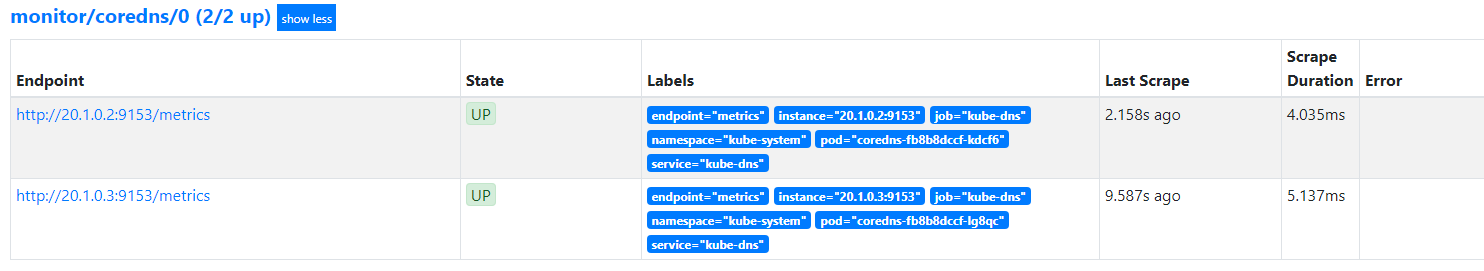 monitor/coredns/0 (2/2 up) show less
Endpoint State Labels Last Scrape Scrape Duration Error
http://20.1.0.2:9153/metrics UP endpoint="metrics" instance="20.1.0.2:9153" job="kube-dns" 2.158s ago 4.035ms
namespace="kube-system" pod="coredns-fb8b8dccf-kdcf6"
service="kube-dns"
http://20.1.0.3:9153/metrics UP endpoint="metrics" instance="20.1.0.3:9153" job="kube-dns" 9.587s ago 5.137ms
namespace="kube-system" pod="coredns-fb8b8dccf-lg8qc"
service="kube-dns"